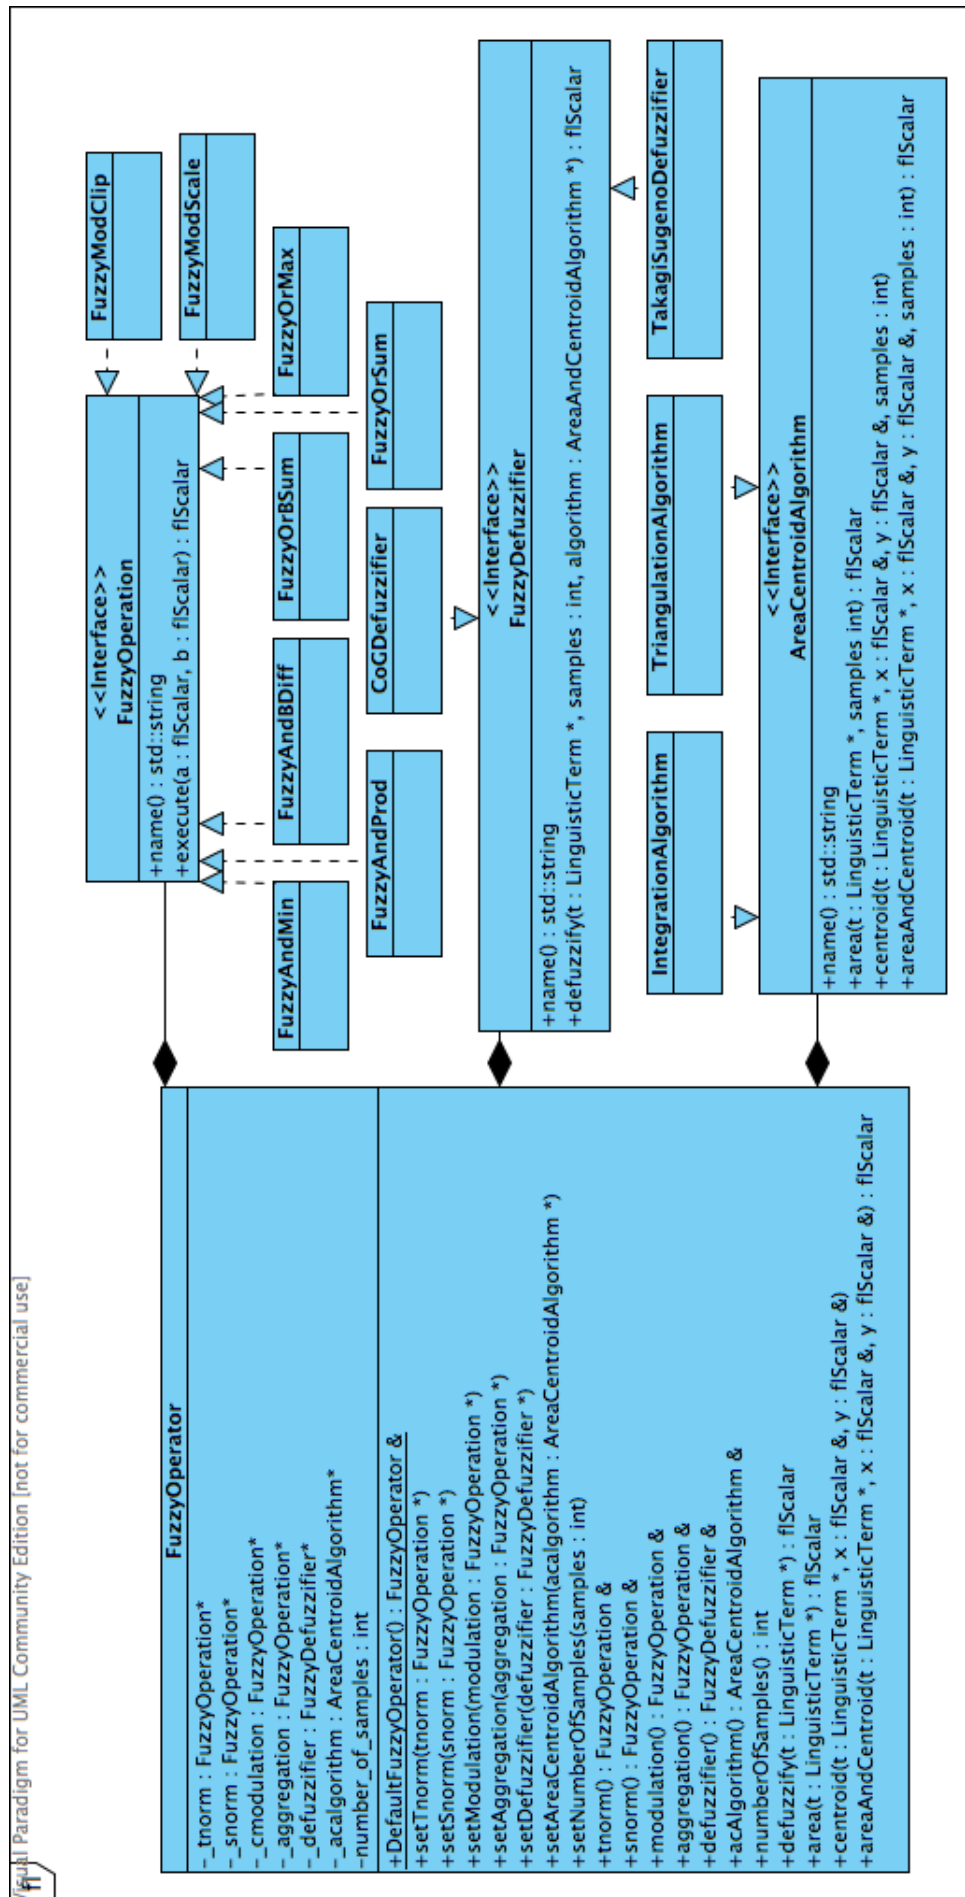 Visual Paradigm for UML Community Edition [not for commercial use]
fl
FuzzyOperator
-_tnorm : FuzzyOperation*
-_snorm : FuzzyOperation*
-_cmodulation : FuzzyOperation*
-_aggregation : FuzzyOperation*
-_defuzzifier : FuzzyDefuzzifier*
-_acalgorithm : AreaCentroidAlgorithm*
-number_of_samples : int
+DefaultFuzzyOperator() : FuzzyOperator &
+setTnorm(tnorm : FuzzyOperation *)
+setSnorm(snorm : FuzzyOperation *)
+setModulation(modulation : FuzzyOperation *)
+setAggregation(aggregation : FuzzyOperation *)
+setDefuzzifier(defuzzifier : FuzzyDefuzzifier *)
+setAreaCentroidAlgorithm(acalgorithm : AreaCentroidAlgorithm *)
+setNumberOfSamples(samples : int)
+tnorm() : FuzzyOperation &
+snorm() : FuzzyOperation &
+modulation() : FuzzyOperation &
+aggregation() : FuzzyOperation &
+defuzzifier() : FuzzyDefuzzifier &
+acAlgorithm() : AreaCentroidAlgorithm &
+numberOfSamples() : int
+defuzzify(t : LinguisticTerm *) : flScalar
+area(t : LinguisticTerm *) : flScalar
+centroid(t : LinguisticTerm *, x : flScalar &, y : flScalar &)
+areaAndCentroid(t : LinguisticTerm *, x : flScalar &, y : flScalar &) : flScalar
<<Interface>>
FuzzyOperation
+name() : std::string
+execute(a : flScalar, b : flScalar) : flScalar
FuzzyModClip
FuzzyModScale
FuzzyAndMin
FuzzyAndBDiff
FuzzyOrBSum
FuzzyOrMax
FuzzyAndProd
CoGDefuzzifier
FuzzyOrSum
<<Interface>>
FuzzyDefuzzifier
+name() : std::string
+defuzzify(t : LinguisticTerm *, samples : int, algorithm : AreaAndCentroidAlgorithm *) : flScalar
IntegrationAlgorithm
TriangulationAlgorithm
TakagiSugenoDefuzzifier
<<Interface>>
AreaCentroidAlgorithm
+name() : std::string
+area(t : LinguisticTerm *, samples int) : flScalar
+centroid(t : LinguisticTerm *, x : flScalar &, y : flScalar &, samples : int)
+areaAndCentroid(t : LinguisticTerm *, x : flScalar &, y : flScalar &, samples : int) : flScalar